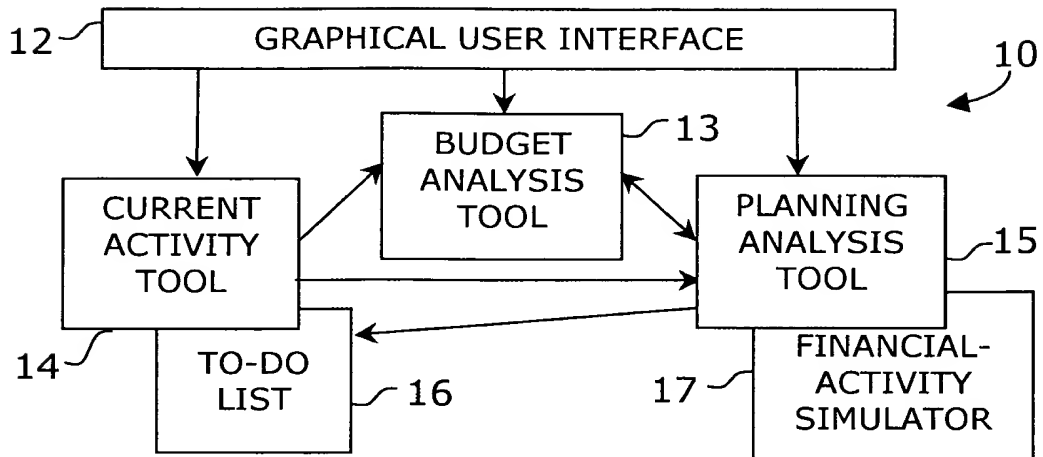 12
GRAPHICAL USER INTERFACE
10
13
BUDGET
ANALYSIS
TOOL
CURRENT
ACTIVITY
TOOL
PLANNING
ANALYSIS
TOOL
15
14
TO-DO
LIST
16
17
FINANCIAL-
ACTIVITY
SIMULATOR